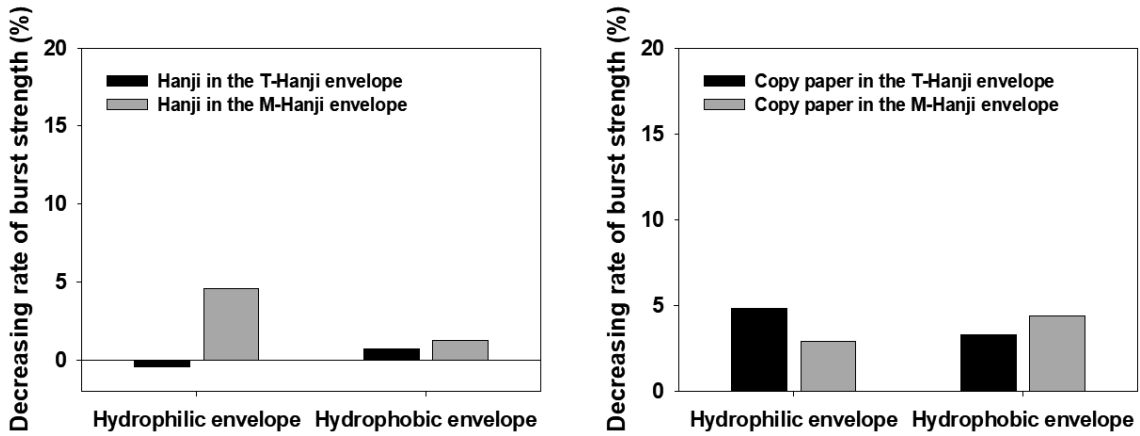 Decreasing rate of burst strength (%)
20
15
10
5
0
Hanji in the T-Hanji envelope
Hanji in the M-Hanji envelope
Hydrophilic envelope
Hydrophobic envelope
Decreasing rate of burst strength (%)
20
15
10
5
0
Copy paper in the T-Hanji envelope
Copy paper in the M-Hanji envelope
Hydrophilic envelope
Hydrophobic envelope